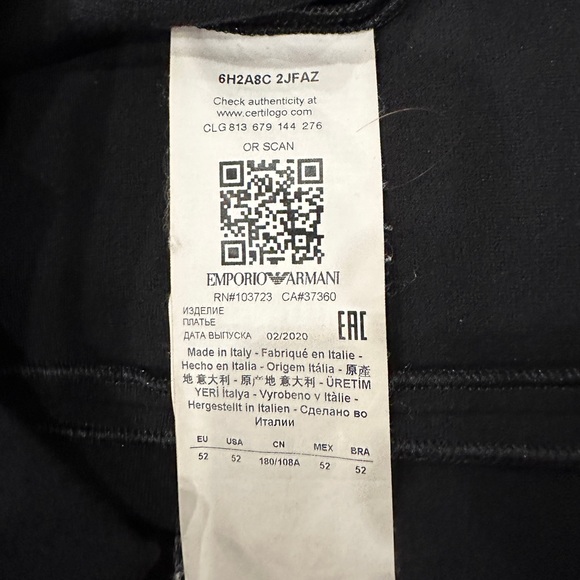 6H2A8C 2JFAZ
Check authenticity at
www.certilogo.com
CLG 813 679 144 276
OR SCAN
EMPORIO ARMANI
RN#103723 CA#37360
ИЗДЕЛИЕ
ПЛАТЬЕ
ДАТА ВЫПУСКА 02/2020
EAC
Made in Italy - Fabriqué en Italie -
Hecho en Italia - Origem Itália - 原產
地 意大利 - 原产地 意大利 - ÜRETİM
YERİ İtalya - Vyrobeno v Itálie -
Hergestellt in Italien - Сделано во
Италии
EU USA CN MEX BRA
52 52 180/108A 52 52